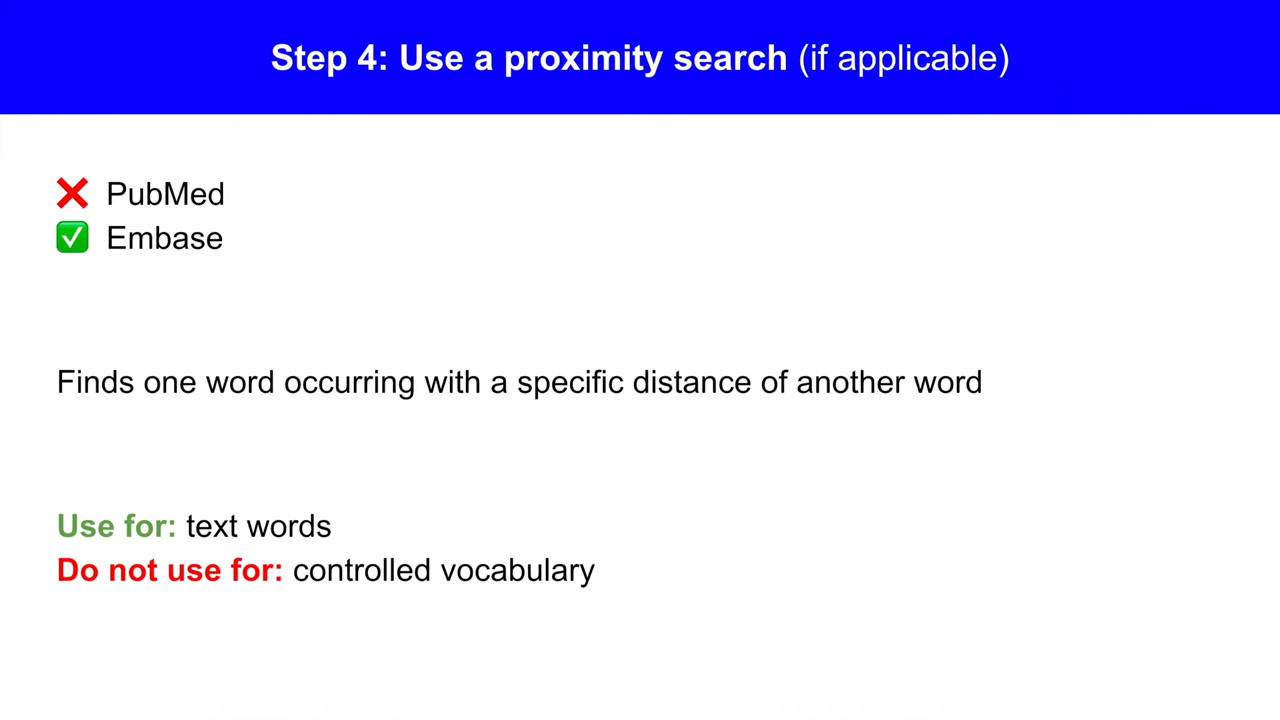 Step 4: Use a proximity search (if applicable)
❌ PubMed
✅ Embase
Finds one word occurring with a specific distance of another word
Use for: text words
Do not use for: controlled vocabulary